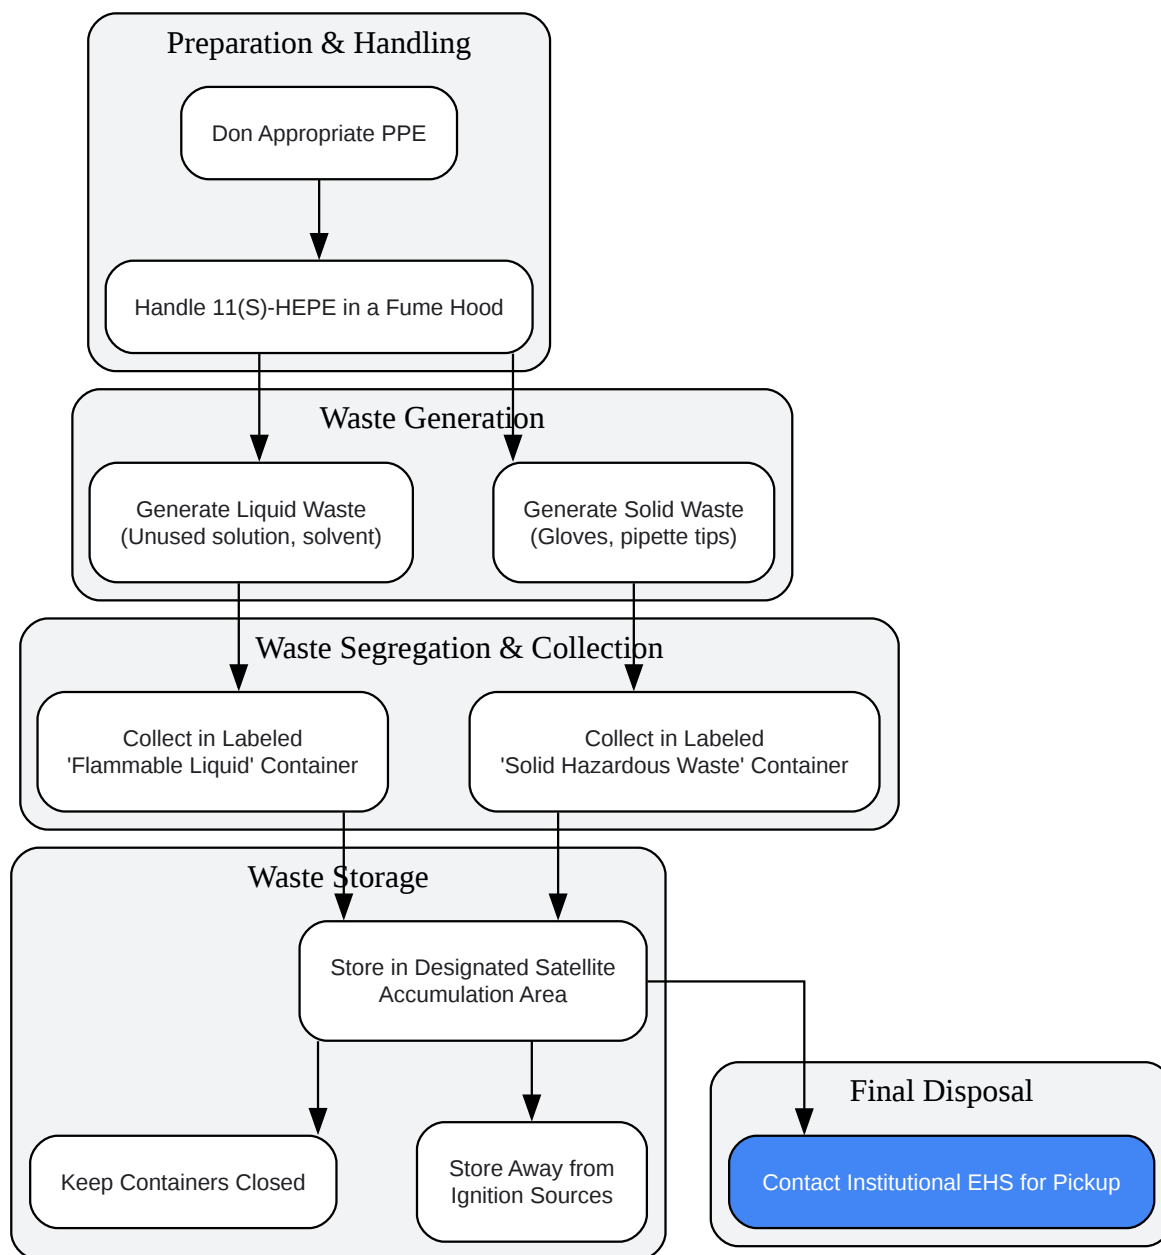 Preparation & Handling
Don Appropriate PPE
Handle 11(S)-HEPE in a Fume Hood
Waste Generation
Generate Liquid Waste
(Unused solution, solvent)
Generate Solid Waste
(Gloves, pipette tips)
Waste Segregation & Collection
Collect in Labeled
'Flammable Liquid' Container
Collect in Labeled
'Solid Hazardous Waste' Container
Waste Storage
Store in Designated Satellite
Accumulation Area
Keep Containers Closed
Store Away from
Ignition Sources
Final Disposal
Contact Institutional EHS for Pickup